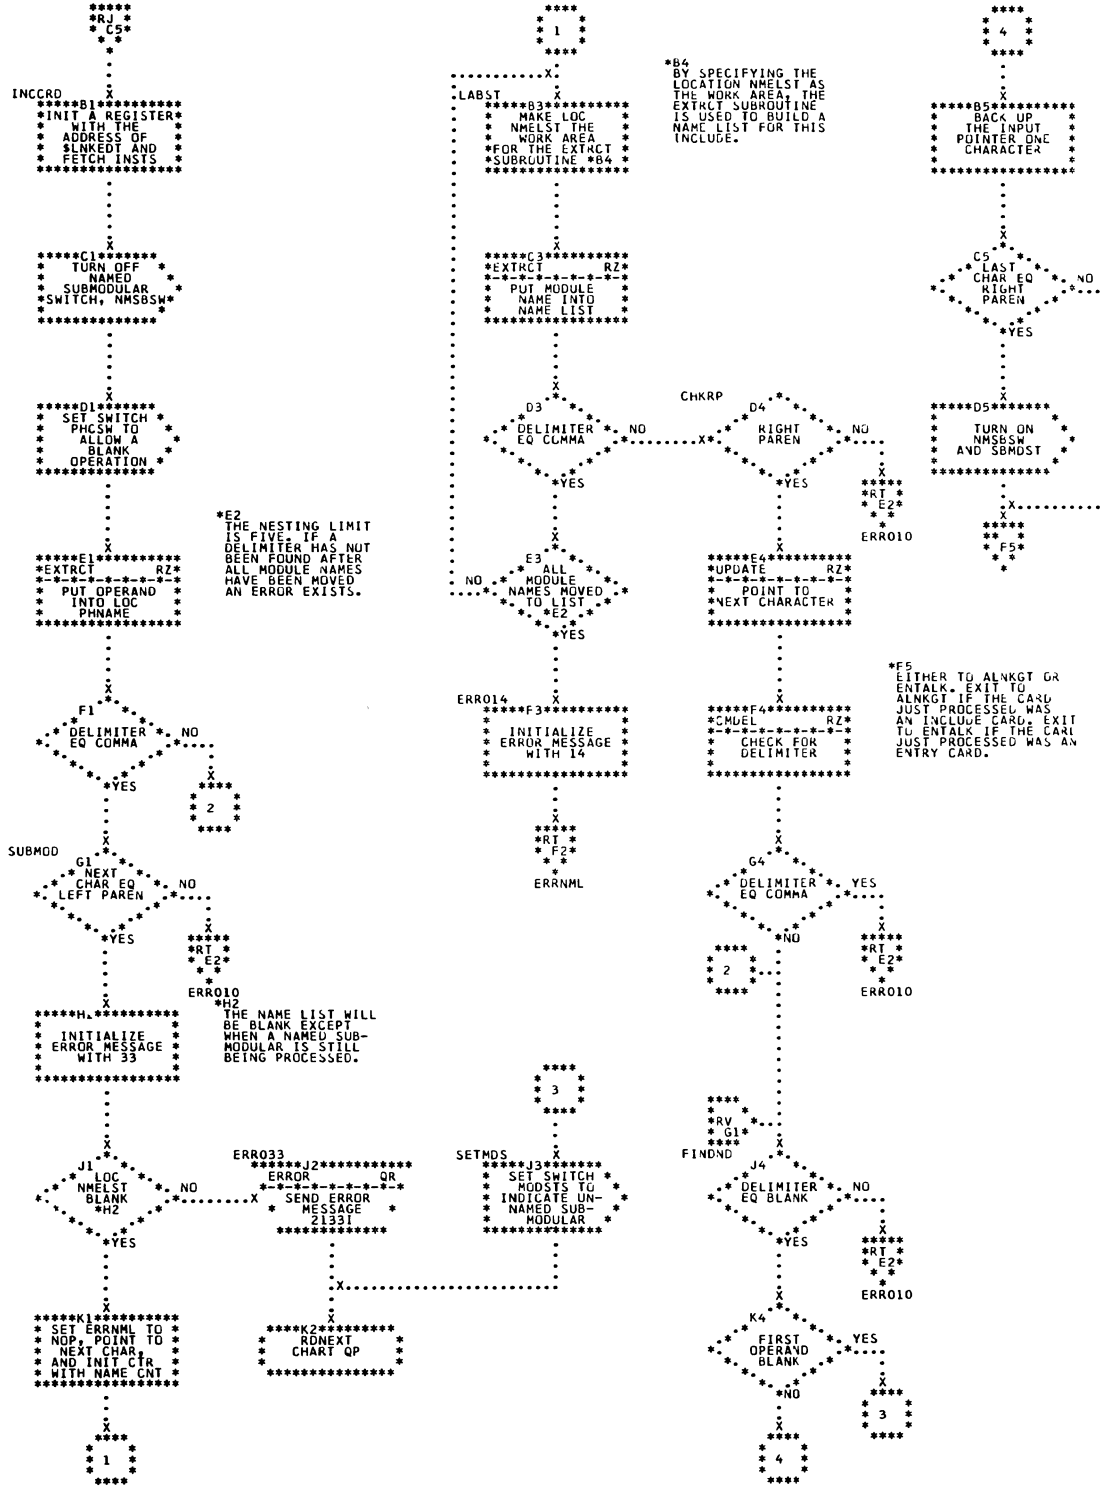 RJ
C5
INCCRD
B1
INIT A REGISTER
WITH THE
ADDRESS OF
$LNKEDT AND
FETCH INSTS
C1
TURN OFF
NAMED
SUBMODULAR
SWITCH, NMSBSW
D1
SET SWITCH
PHCSW TO
ALLOW A
BLANK
OPERATION
E1
EXTRCT RZ
PUT OPERAND
INTO LOC
PHNAME
*E2
THE NESTING LIMIT
IS FIVE. IF A
DELIMITER HAS NOT
BEEN FOUND AFTER
ALL MODULE NAMES
HAVE BEEN MOVED
AN ERROR EXISTS.
F1
DELIMITER
EQ COMMA
NO
YES
2
SUBMOD
G1
NEXT
CHAR EQ
LEFT PAREN
NO
YES
RT
E2
ERR010
*H2
THE NAME LIST WILL
BE BLANK EXCEPT
WHEN A NAMED SUB-
MODULAR IS STILL
BEING PROCESSED.
INITIALIZE
ERROR MESSAGE
WITH 33
J1
LOC
NMELST
BLANK
*H2
NO
YES
ERR033
J2
ERROR QR
SEND ERROR
MESSAGE
2133I
K1
SET ERRNML TO
NOP, POINT TO
NEXT CHAR,
AND INIT CTR
WITH NAME CNT
K2
RDNEXT
CHART QP
1
1
LABST
B3
MAKE LOC
NMELST THE
WORK AREA
FOR THE EXTRCT
SUBROUTINE *B4
*B4
BY SPECIFYING THE
LOCATION NMELST AS
THE WORK AREA, THE
EXTRCT SUBROUTINE
IS USED TO BUILD A
NAME LIST FOR THIS
INCLUDE.
C3
EXTRCT RZ
PUT MODULE
NAME INTO
NAME LIST
D3
DELIMITER
EQ COMMA
NO
YES
E3
ALL
MODULE
NAMES MOVED
TO LIST
*E2
NO
YES
ERR014
F3
INITIALIZE
ERROR MESSAGE
WITH 14
RT
F2
ERRNML
3
SETMDS
J3
SET SWITCH
MODSTS TO
INDICATE UN-
NAMED SUB-
MODULAR
CHKRP
D4
RIGHT
PAREN
NO
YES
RT
E2
ERR010
E4
UPDATE RZ
POINT TO
NEXT CHARACTER
F4
CMDEL RZ
CHECK FOR
DELIMITER
G4
DELIMITER
EQ COMMA
YES
NO
RT
E2
ERR010
2
RV
G1
FINDND
J4
DELIMITER
EQ BLANK
NO
YES
RT
E2
ERR010
K4
FIRST
OPERAND
BLANK
YES
NO
3
4
4
B5
BACK UP
THE INPUT
POINTER ONE
CHARACTER
C5
LAST
CHAR EQ
RIGHT
PAREN
NO
YES
D5
TURN ON
NMSBSW
AND SBMDST
F5
*F5
EITHER TO ALNKGT OR
ENTALK. EXIT TO
ALNKGT IF THE CARD
JUST PROCESSED WAS
AN INCLUDE CARD. EXIT
TO ENTALK IF THE CARD
JUST PROCESSED WAS AN
ENTRY CARD.